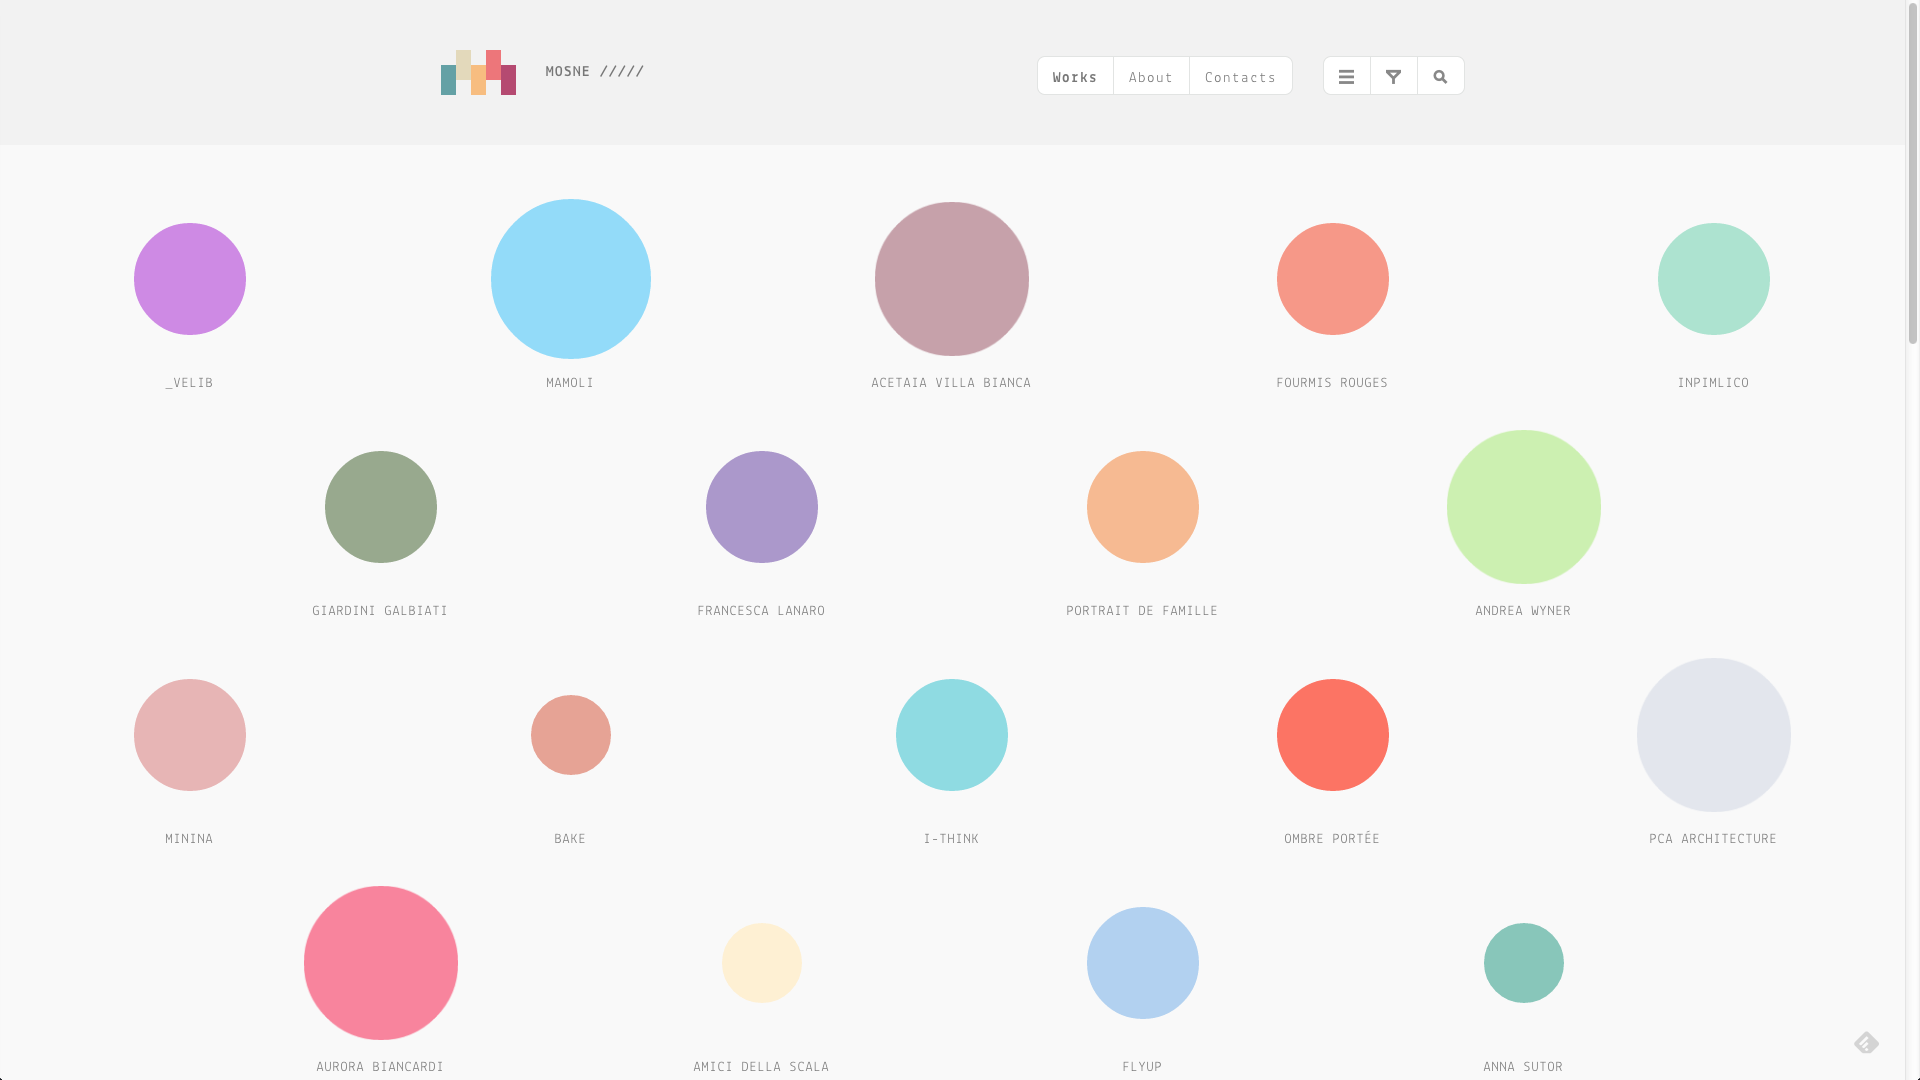 MOSNE /////
Works
About
Contacts
_VELIB
MAMOLI
ACETAIA VILLA BIANCA
FOURMIS ROUGES
INPIMLICO
GIARDINI GALBIATI
FRANCESCA LANARO
PORTRAIT DE FAMILLE
ANDREA WYNER
MININA
BAKE
I-THINK
OMBRE PORTÉE
PCA ARCHITECTURE
AURORA BIANCARDI
AMICI DELLA SCALA
FLYUP
ANNA SUTOR